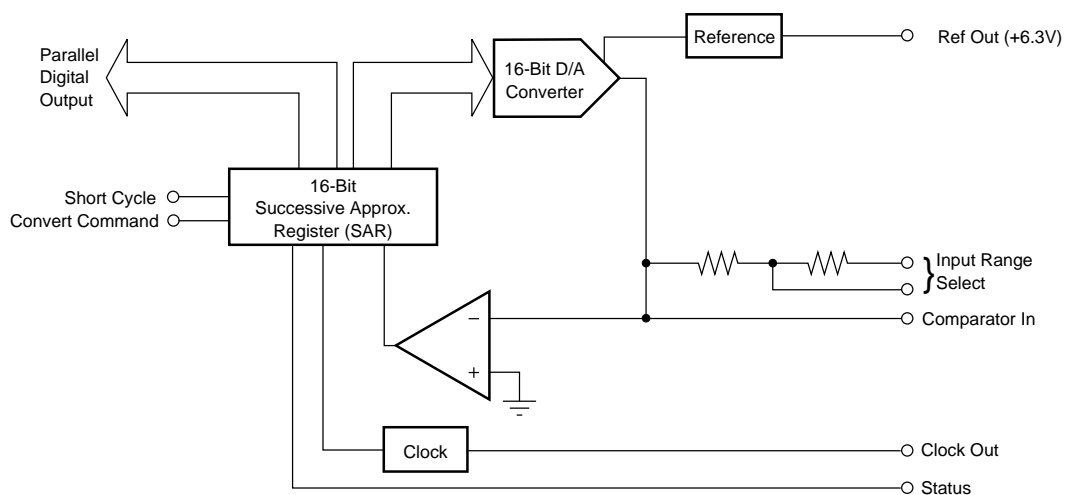 Parallel
Digital
Output
16-Bit D/A
Converter
Reference
Ref Out (+6.3V)
Short Cycle
Convert Command
16-Bit
Successive Approx.
Register (SAR)
Input Range
Select
–
Comparator In
+
Clock
Clock Out
Status